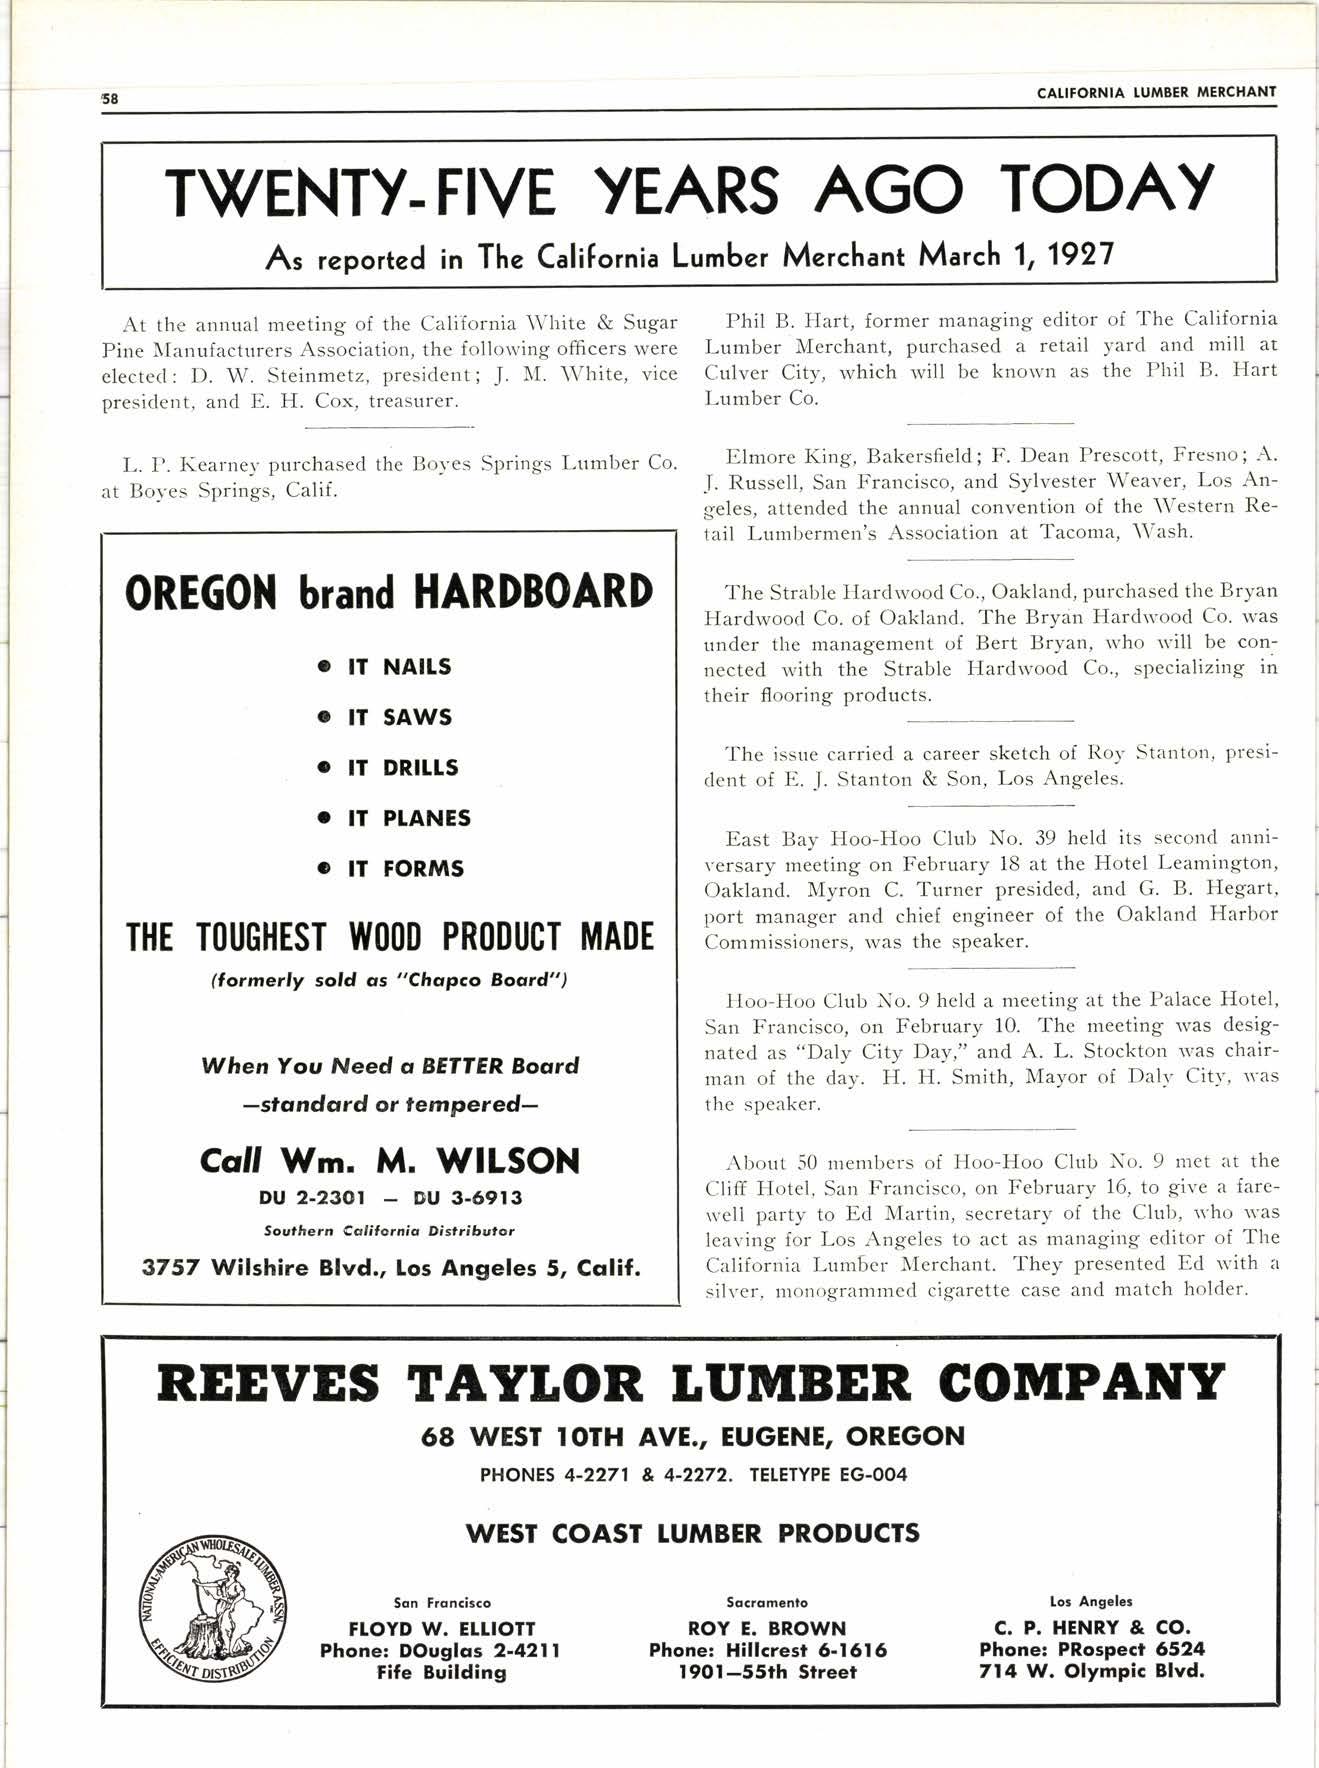 58
CALIFORNIA LUMBER MERCHANT
TWENTY-FIVE YEARS AGO TODAY
As reported in The California Lumber Merchant March 1, 1927
At the annual meeting of the California White & Sugar
Pine Manufacturers Association, the following officers were
elected: D. W. Steinmetz, president; J. M. White, vice
president, and E. H. Cox, treasurer.
L. P. Kearney purchased the Boyes Springs Lumber Co.
at Boyes Springs, Calif.
OREGON brand HARDBOARD
• IT NAILS
• IT SAWS
• IT DRILLS
• IT PLANES
• IT FORMS
THE TOUGHEST WOOD PRODUCT MADE
(formerly sold as "Chapco Board")
When You Need a BETTER Board
—standard or tempered—
Call Wm. M. WILSON
DU 2-2301 — DU 3-6913
Southern California Distributor
3757 Wilshire Blvd., Los Angeles 5, Calif.
Phil B. Hart, former managing editor of The California
Lumber Merchant, purchased a retail yard and mill at
Culver City, which will be known as the Phil B. Hart
Lumber Co.
Elmore King, Bakersfield; F. Dean Prescott, Fresno; A.
J. Russell, San Francisco, and Sylvester Weaver, Los An-
geles, attended the annual convention of the Western Re-
tail Lumbermen's Association at Tacoma, Wash.
The Strable Hardwood Co., Oakland, purchased the Bryan
Hardwood Co. of Oakland. The Bryan Hardwood Co. was
under the management of Bert Bryan, who will be con-
nected with the Strable Hardwood Co., specializing in
their flooring products.
The issue carried a career sketch of Roy Stanton, presi-
dent of E. J. Stanton & Son, Los Angeles.
East Bay Hoo-Hoo Club No. 39 held its second anni-
versary meeting on February 18 at the Hotel Leamington,
Oakland. Myron C. Turner presided, and G. B. Hegart,
port manager and chief engineer of the Oakland Harbor
Commissioners, was the speaker.
Hoo-Hoo Club No. 9 held a meeting at the Palace Hotel,
San Francisco, on February 10. The meeting was desig-
nated as "Daly City Day," and A. L. Stockton was chair-
man of the day. H. H. Smith, Mayor of Daly City, was
the speaker.
About 50 members of Hoo-Hoo Club No. 9 met at the
Cliff Hotel, San Francisco, on February 16, to give a fare-
well party to Ed Martin, secretary of the Club, who was
leaving for Los Angeles to act as managing editor of The
California Lumber Merchant. They presented Ed with a
silver, monogrammed cigarette case and match holder.
REEVES TAYLOR LUMBER COMPANY
68 WEST 10TH AVE., EUGENE, OREGON
PHONES 4-2271 & 4-2272. TELETYPE EG-004
WEST COAST LUMBER PRODUCTS
NATIONAL-AMERICAN WHOLESALE LUMBER ASSN.
EFFICIENT DISTRIBUTION
San Francisco
FLOYD W. ELLIOTT
Phone: DOuglas 2-4211
Fife Building
Sacramento
ROY E. BROWN
Phone: Hillcrest 6-1616
1901—55th Street
Los Angeles
C. P. HENRY & CO.
Phone: PRospect 6524
714 W. Olympic Blvd.